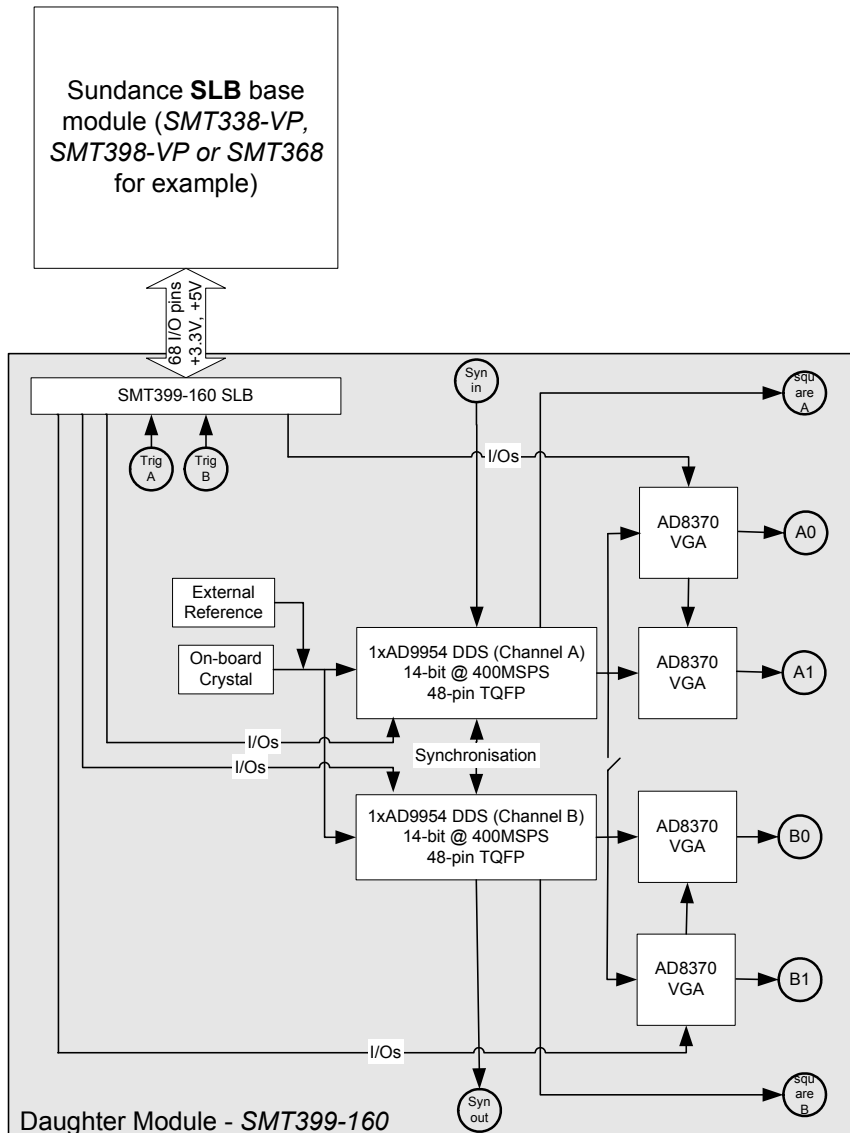 Sundance SLB base
module (SMT338-VP,
SMT398-VP or SMT368
for example)
68 I/O pins
+3.3V, +5V
SMT399-160 SLB
Syn
in
squ
are
A
Trig
A
Trig
B
I/Os
AD8370
VGA
A0
External
Reference
On-board
Crystal
1xAD9954 DDS (Channel A)
14-bit @ 400MSPS
48-pin TQFP
AD8370
VGA
A1
I/Os
I/Os
Synchronisation
1xAD9954 DDS (Channel B)
14-bit @ 400MSPS
48-pin TQFP
AD8370
VGA
B0
AD8370
VGA
B1
I/Os
Syn
out
squ
are
B
Daughter Module - SMT399-160